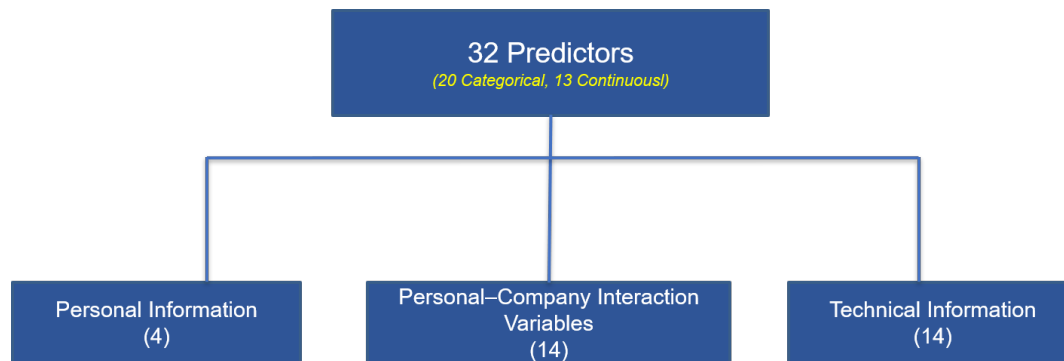 32 Predictors
(20 Categorical, 13 Continuousl)
Personal Information
(4)
Personal–Company Interaction
Variables
(14)
Technical Information
(14)